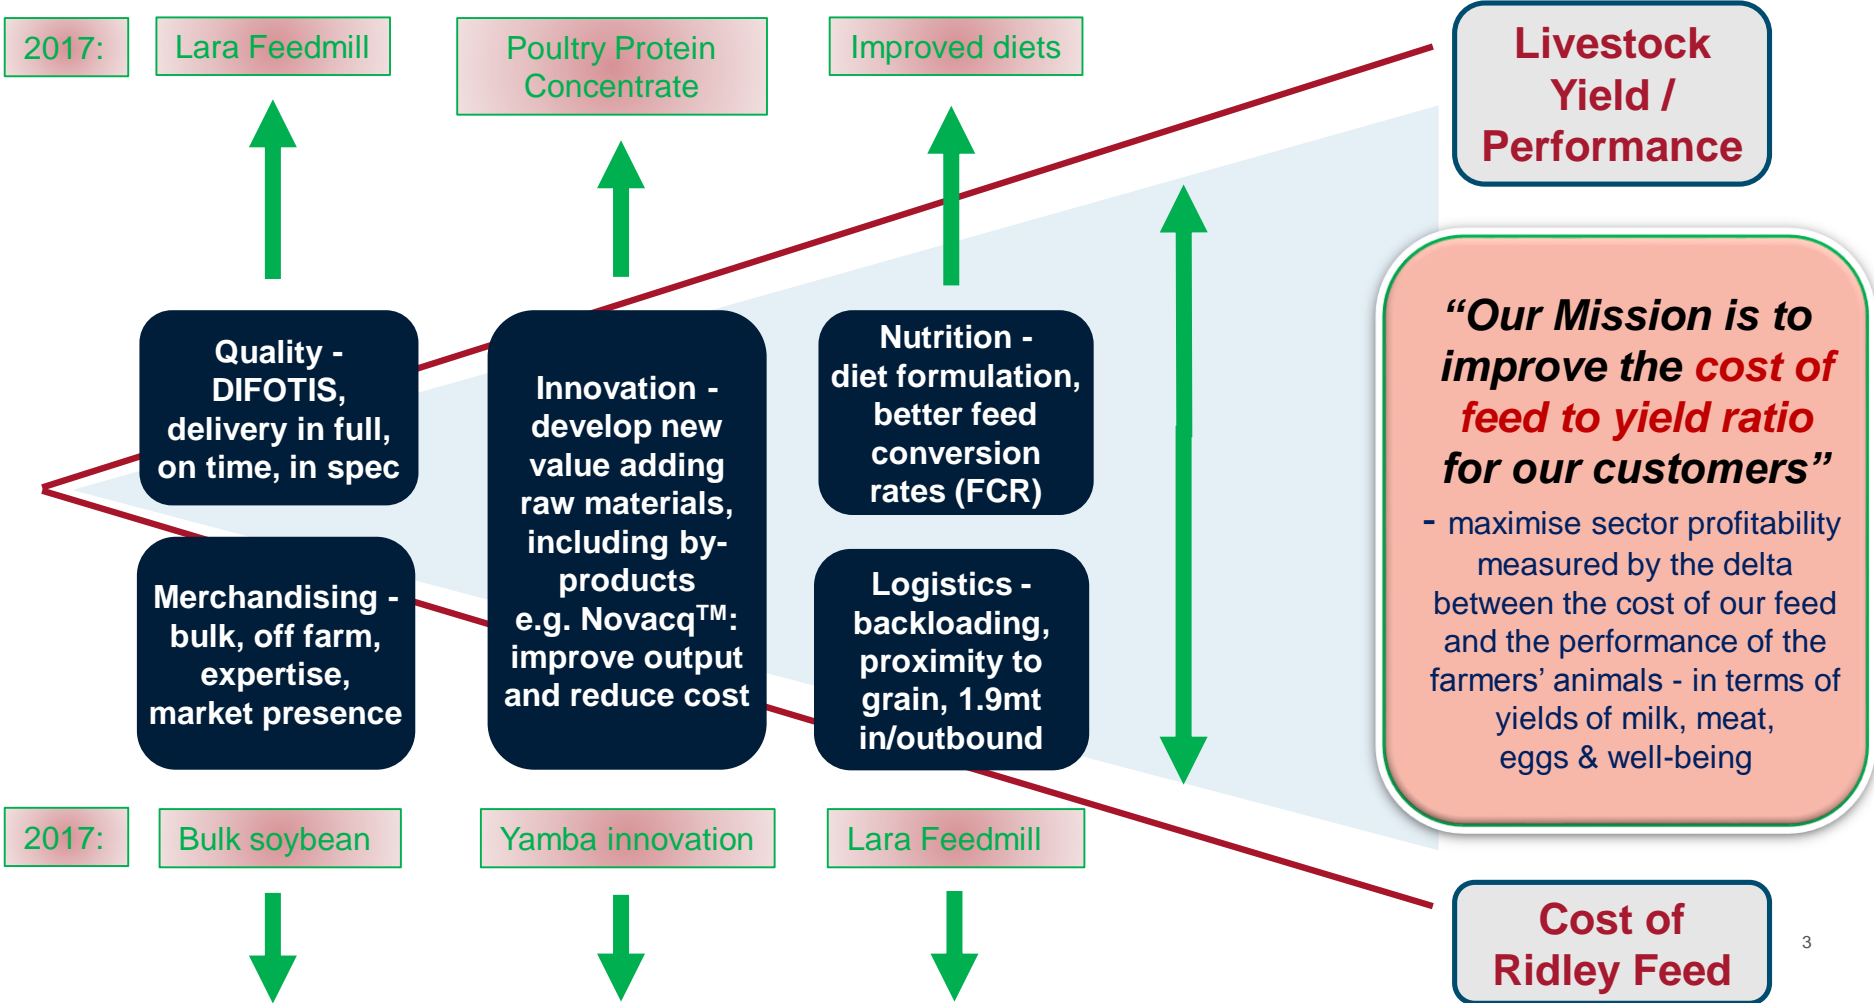 2017:
Lara Feedmill
Poultry Protein
Concentrate
Improved diets
Livestock
Yield /
Performance
Quality -
DIFOTIS,
delivery in full,
on time, in spec
Merchandising -
bulk, off farm,
expertise,
market presence
Innovation -
develop new
value adding
raw materials,
including by-
products
e.g. Novacq™:
improve output
and reduce cost
Nutrition -
diet formulation,
better feed
conversion
rates (FCR)
Logistics -
backloading,
proximity to
grain, 1.9mt
in/outbound
“Our Mission is to
improve the cost of
feed to yield ratio
for our customers”
- maximise sector profitability
measured by the delta
between the cost of our feed
and the performance of the
farmers’ animals - in terms of
yields of milk, meat,
eggs & well-being
2017:
Bulk soybean
Yamba innovation
Lara Feedmill
Cost of
Ridley Feed
3